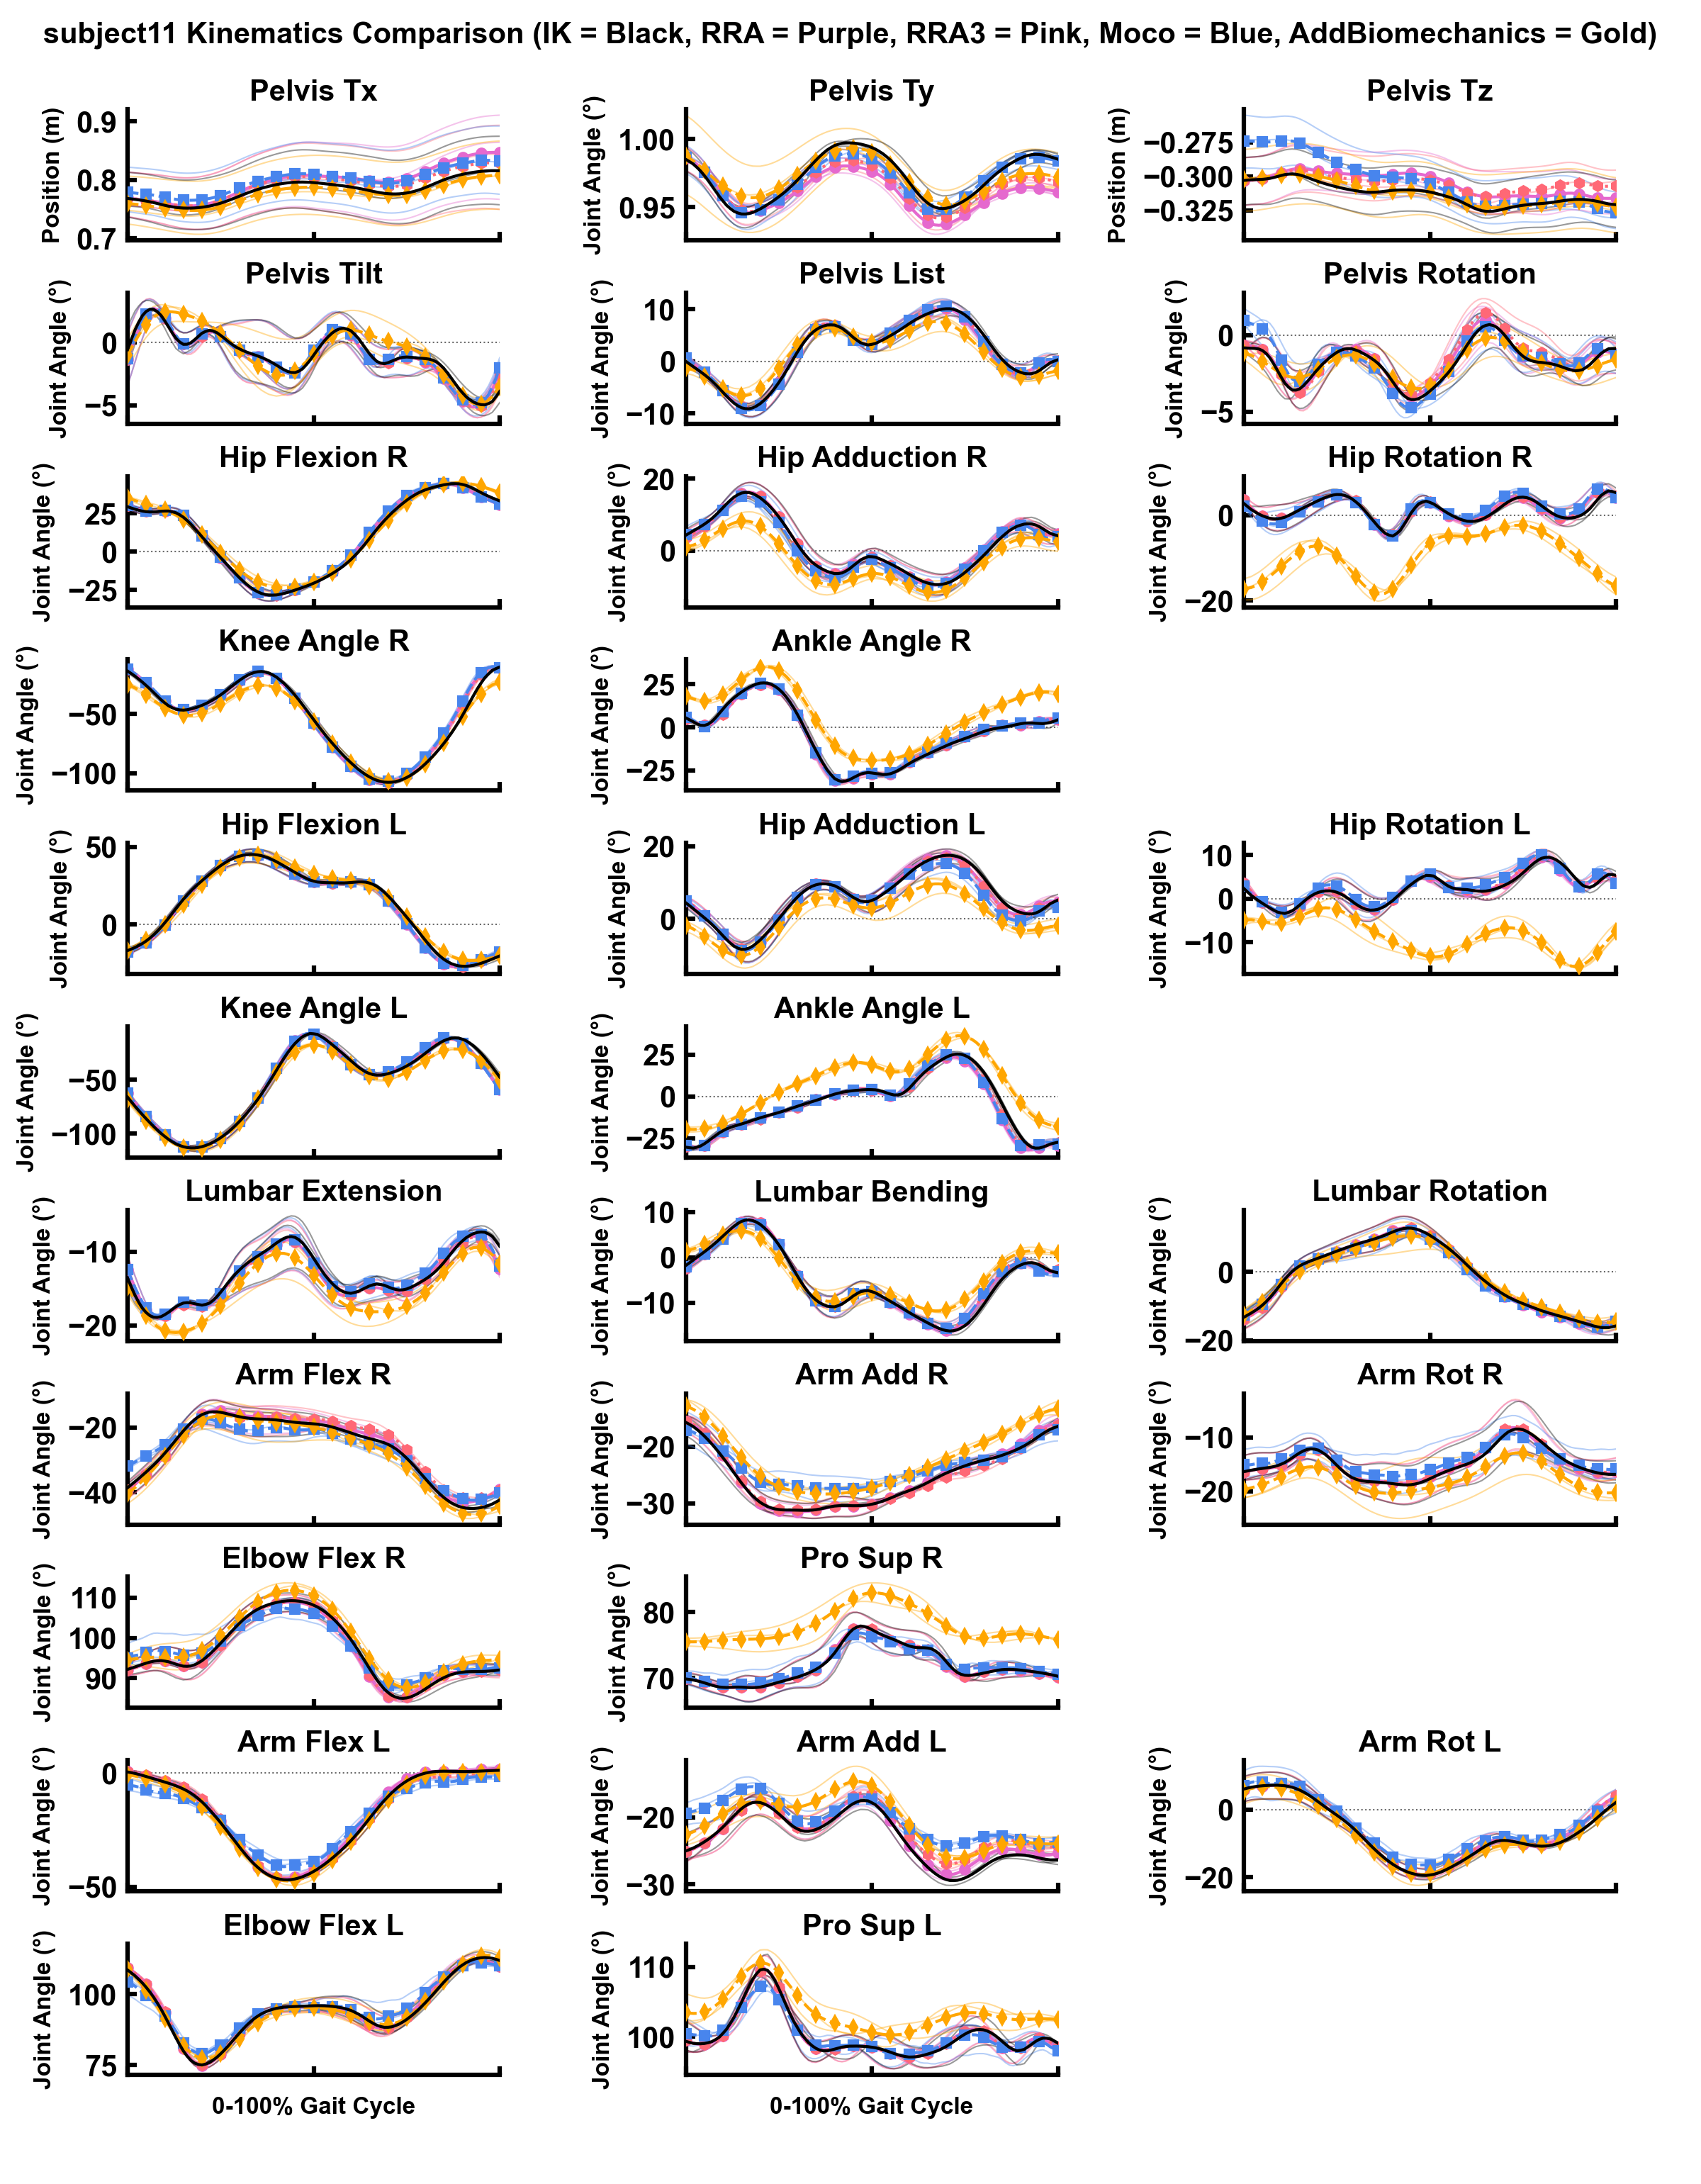 subject11 Kinematics Comparison (IK = Black, RRA = Purple, RRA3 = Pink, Moco = Blue, AddBiomechanics = Gold)
Pelvis Tx
Position (m)
0.9
0.8
0.7
Pelvis Ty
Joint Angle (°)
1.00
0.95
Pelvis Tz
Position (m)
−0.275
−0.300
−0.325
Pelvis Tilt
Joint Angle (°)
0
−5
Pelvis List
Joint Angle (°)
10
0
−10
Pelvis Rotation
Joint Angle (°)
0
−5
Hip Flexion R
Joint Angle (°)
25
0
−25
Hip Adduction R
Joint Angle (°)
20
0
Hip Rotation R
Joint Angle (°)
0
−20
Knee Angle R
Joint Angle (°)
−50
−100
Ankle Angle R
Joint Angle (°)
25
0
−25
Hip Flexion L
Joint Angle (°)
50
0
Hip Adduction L
Joint Angle (°)
20
0
Hip Rotation L
Joint Angle (°)
10
0
−10
Knee Angle L
Joint Angle (°)
−50
−100
Ankle Angle L
Joint Angle (°)
25
0
−25
Lumbar Extension
Joint Angle (°)
−10
−20
Lumbar Bending
Joint Angle (°)
10
0
−10
Lumbar Rotation
Joint Angle (°)
0
−20
Arm Flex R
Joint Angle (°)
−20
−40
Arm Add R
Joint Angle (°)
−20
−30
Arm Rot R
Joint Angle (°)
−10
−20
Elbow Flex R
Joint Angle (°)
110
100
90
Pro Sup R
Joint Angle (°)
80
70
Arm Flex L
Joint Angle (°)
0
−50
Arm Add L
Joint Angle (°)
−20
−30
Arm Rot L
Joint Angle (°)
0
−20
Elbow Flex L
Joint Angle (°)
100
75
0-100% Gait Cycle
Pro Sup L
Joint Angle (°)
110
100
0-100% Gait Cycle